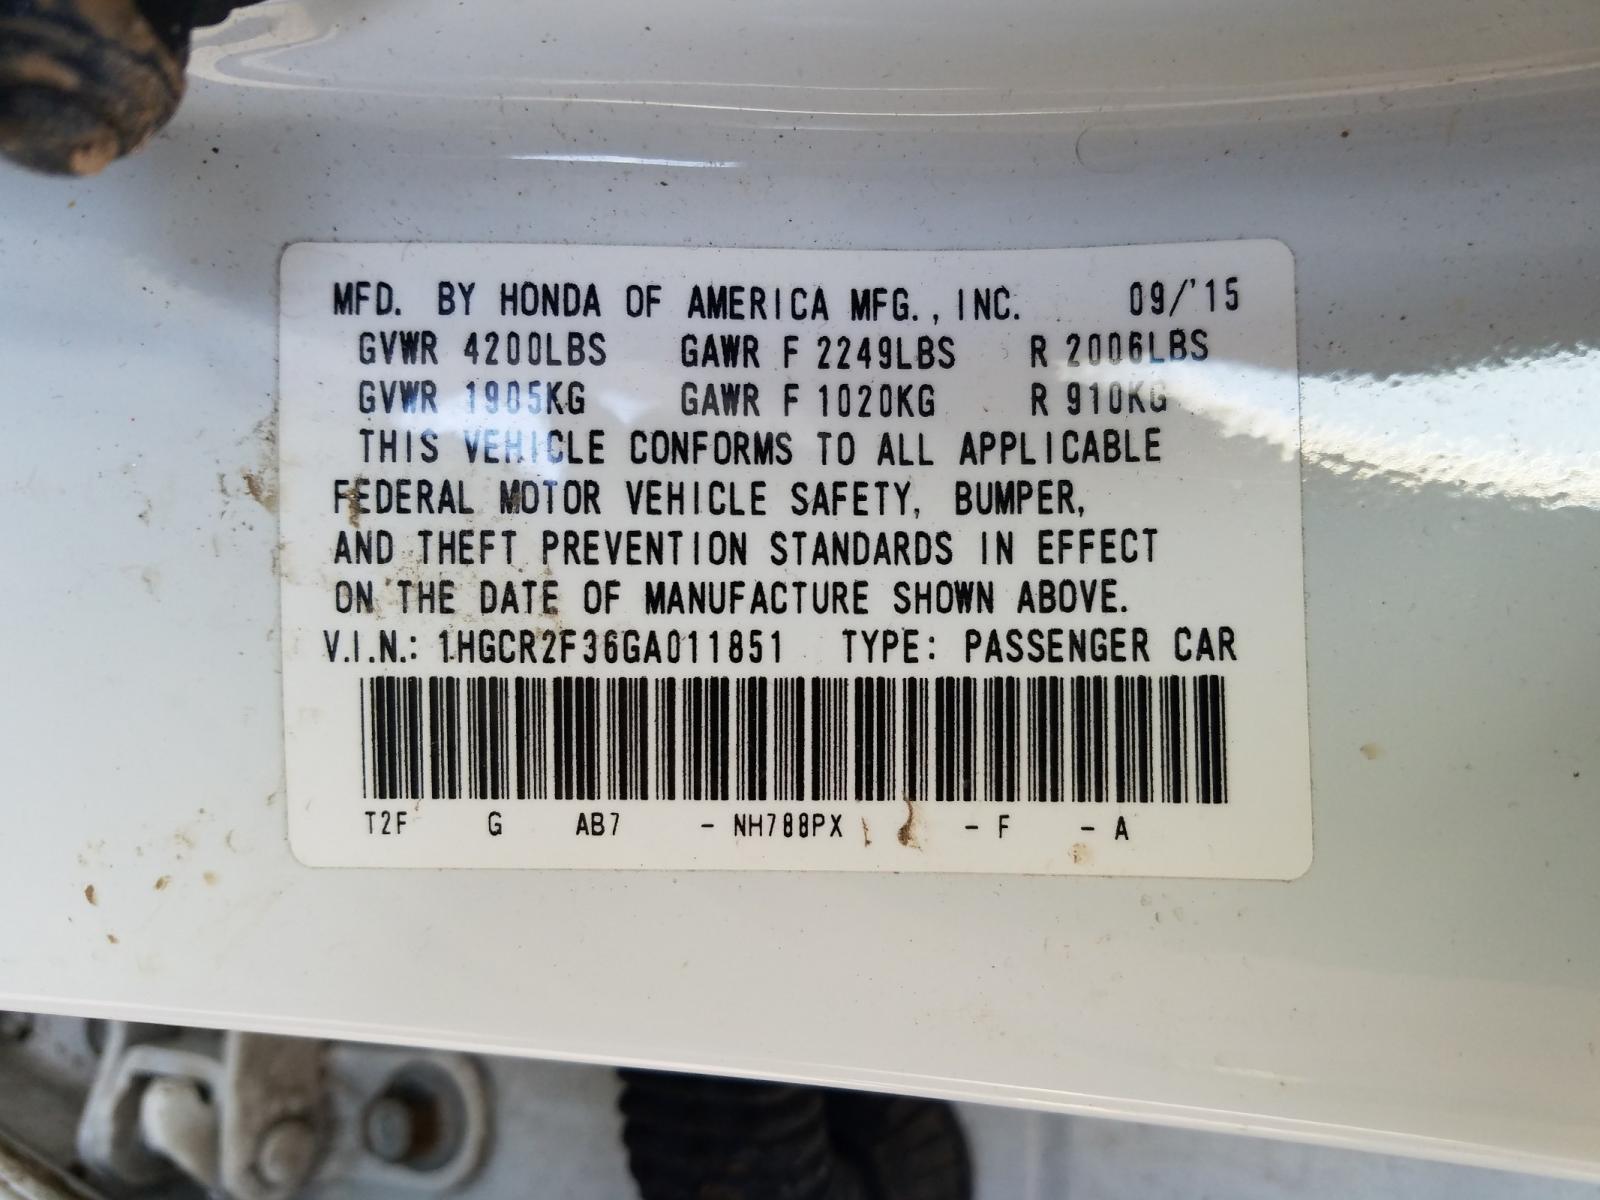 MFD. BY HONDA OF AMERICA MFG., INC. 09/'15
GVWR 4200LBS GAWR F 2249LBS R 2006LBS
GVWR 1905KG GAWR F 1020KG R 910KG
THIS VEHICLE CONFORMS TO ALL APPLICABLE
FEDERAL MOTOR VEHICLE SAFETY, BUMPER,
AND THEFT PREVENTION STANDARDS IN EFFECT
ON THE DATE OF MANUFACTURE SHOWN ABOVE.
V.I.N.: 1HGCR2F36GA011851 TYPE: PASSENGER CAR
T2F G AB7 - NH788PX - F - A